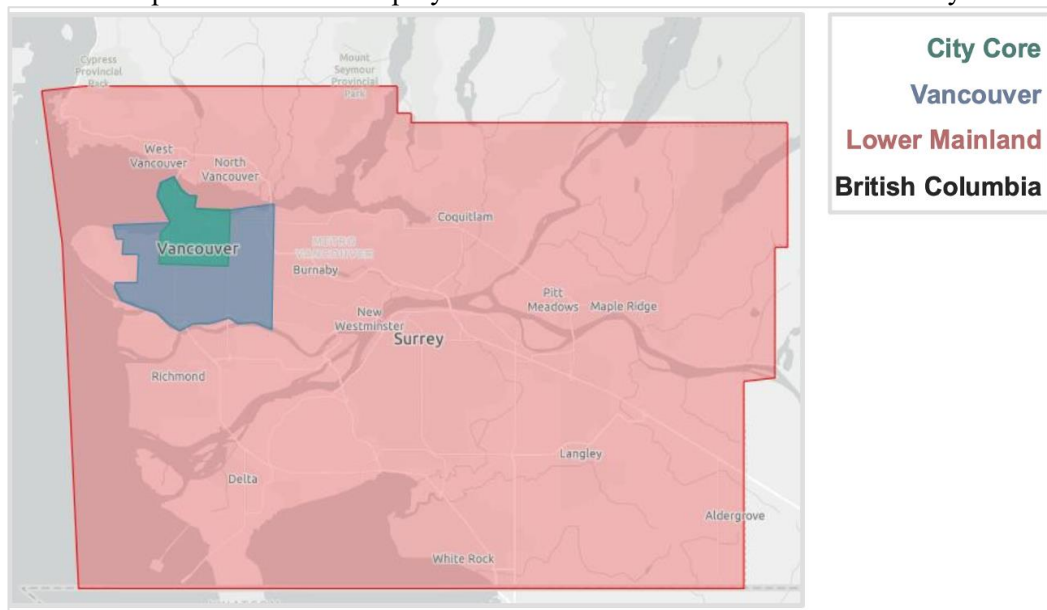 City Core
Vancouver
Lower Mainland
British Columbia
Cypress
Provincial
Park
Mount
Seymour
Provincial
Park
West
Vancouver
North
Vancouver
Coquitlam
Vancouver
METRO
VANCOUVER
Burnaby
Pitt
Meadows
Maple Ridge
New
Westminster
Surrey
Richmond
Langley
Delta
Aldergrove
White Rock